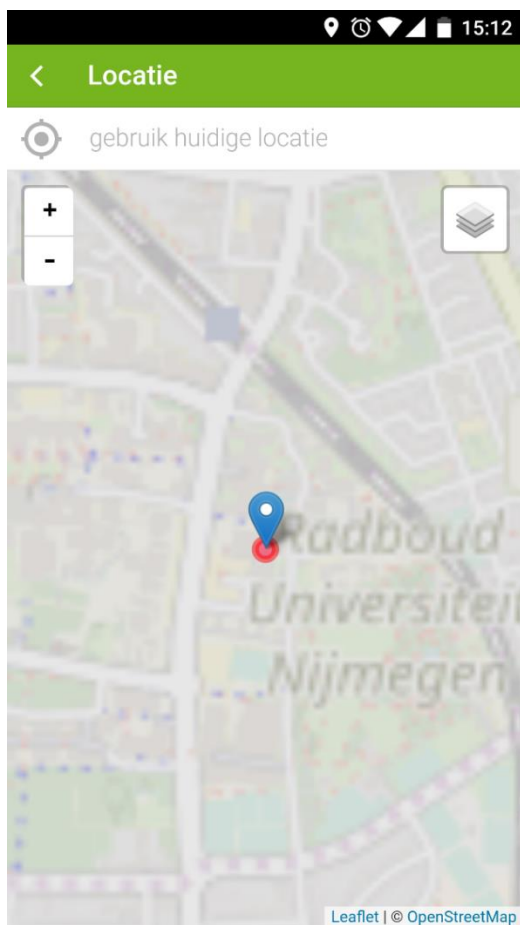 15:12
Locatie
gebruik huidige locatie
+
-
Radboud
Universiteit
Nijmegen
Leaflet | © OpenStreetMap